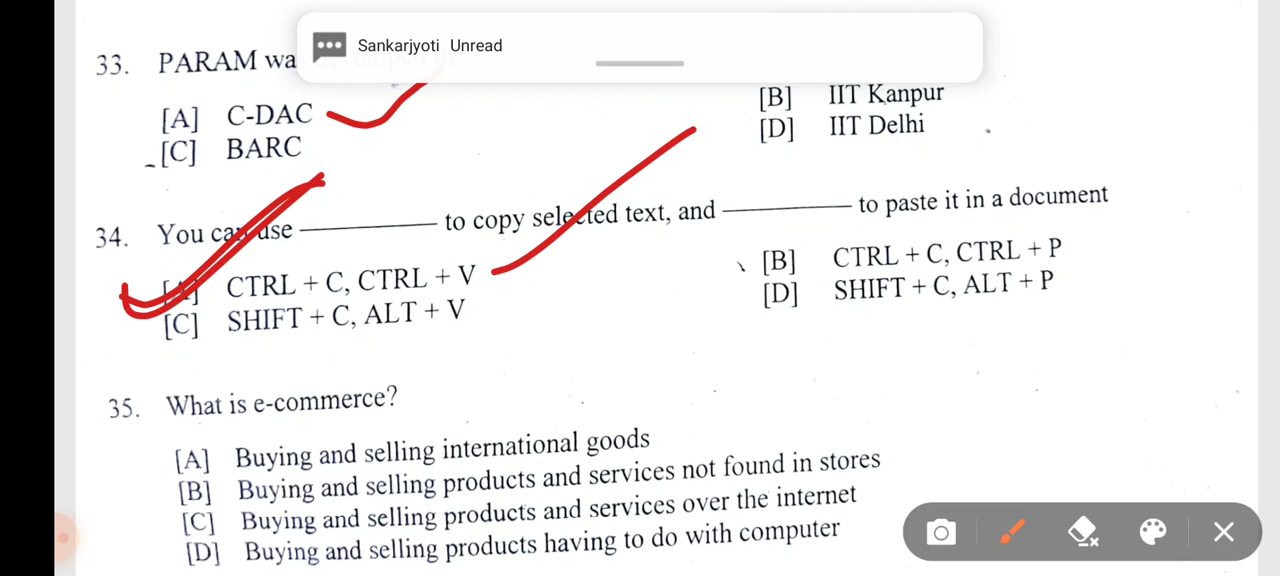 Sankarjyoti Unread
33. PARAM wa
[A] C-DAC
[B] IIT Kanpur
[C] BARC
[D] IIT Delhi
34. You can use ________ to copy selected text, and ________ to paste it in a document
[A] CTRL + C, CTRL + V
[B] CTRL + C, CTRL + P
[C] SHIFT + C, ALT + V
[D] SHIFT + C, ALT + P
35. What is e-commerce?
[A] Buying and selling international goods
[B] Buying and selling products and services not found in stores
[C] Buying and selling products and services over the internet
[D] Buying and selling products having to do with computer